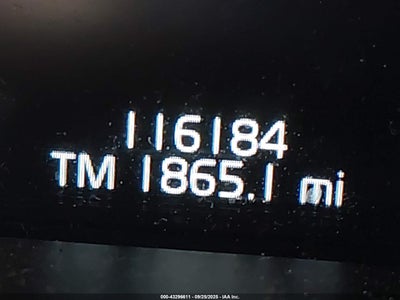 116184
TM 1865.1 mi
000-43296611 - 09/29/2025 - IAA Inc.